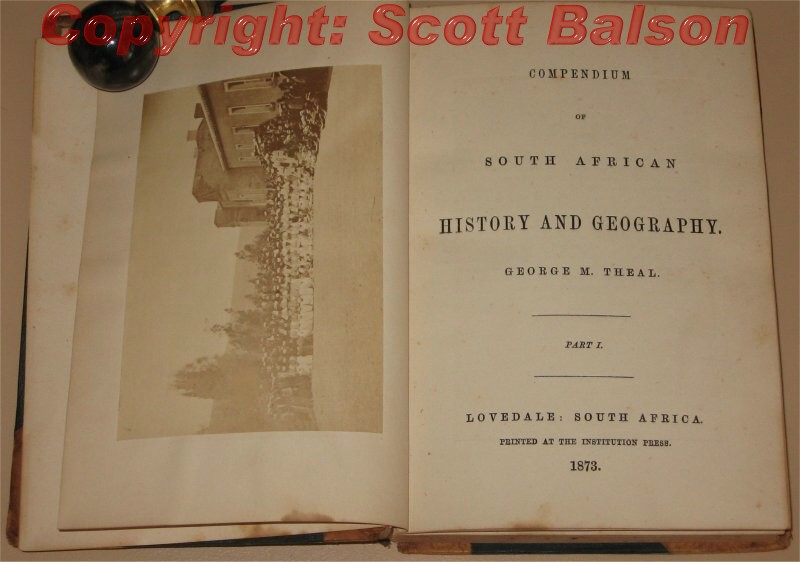 Copyright: Scott Balson
COMPENDIUM
OF
SOUTH AFRICAN
HISTORY AND GEOGRAPHY.
GEORGE M. THEAL.
PART I.
LOVEDALE: SOUTH AFRICA.
PRINTED AT THE INSTITUTION PRESS.
1873.